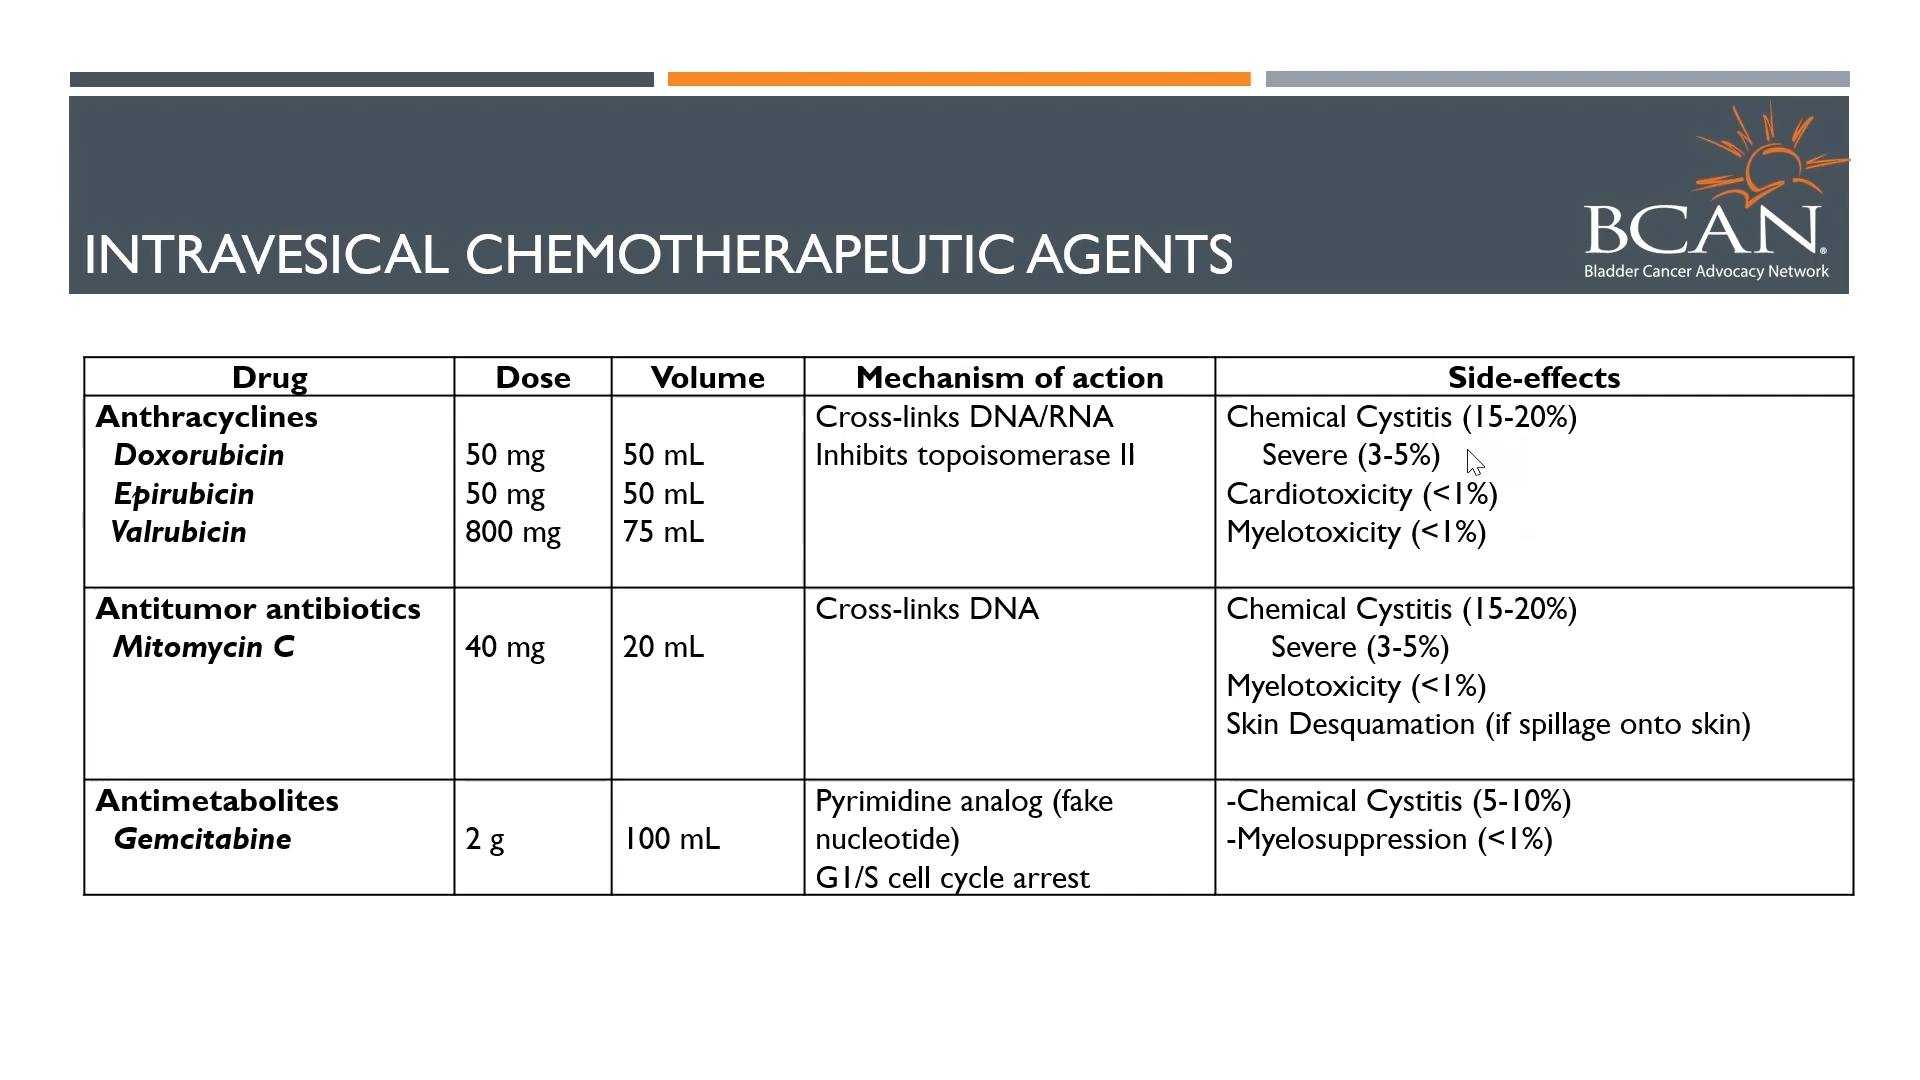 BCAN®
Bladder Cancer Advocacy Network
INTRAVESICAL CHEMOTHERAPEUTIC AGENTS
Drug Dose Volume Mechanism of action Side-effects
Anthracyclines Cross-links DNA/RNA Chemical Cystitis (15-20%)
Doxorubicin 50 mg 50 mL Inhibits topoisomerase II Severe (3-5%)
Epirubicin 50 mg 50 mL Cardiotoxicity (<1%)
Valrubicin 800 mg 75 mL Myelotoxicity (<1%)
Antitumor antibiotics Cross-links DNA Chemical Cystitis (15-20%)
Mitomycin C 40 mg 20 mL Severe (3-5%)
Myelotoxicity (<1%)
Skin Desquamation (if spillage onto skin)
Antimetabolites Pyrimidine analog (fake -Chemical Cystitis (5-10%)
Gemcitabine 2 g 100 mL nucleotide) -Myelosuppression (<1%)
G1/S cell cycle arrest